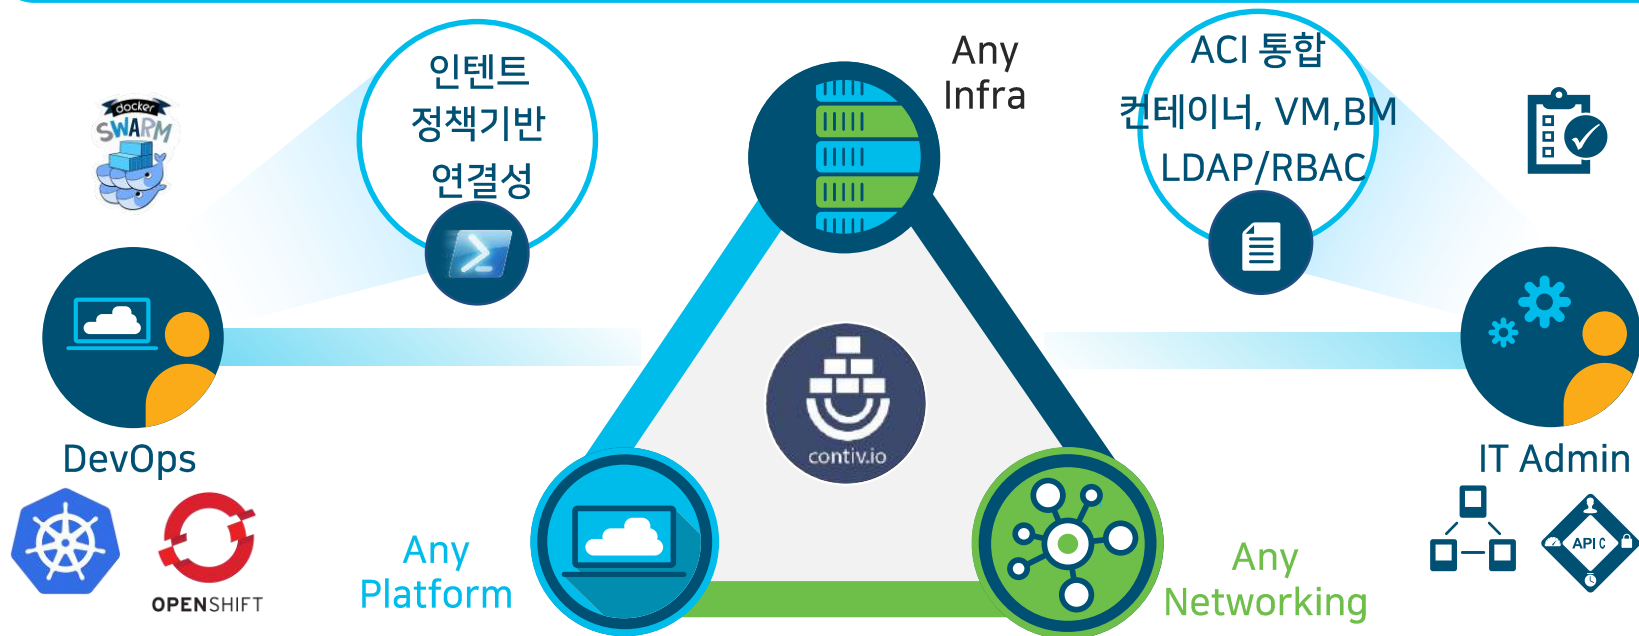 docker
SWARM
인텐트
정책기반
연결성
Any
Infra
ACI 통합
컨테이너, VM,BM
LDAP/RBAC
DevOps
contiv.io
IT Admin
OPENSHIFT
Any
Platform
Any
Networking
API C